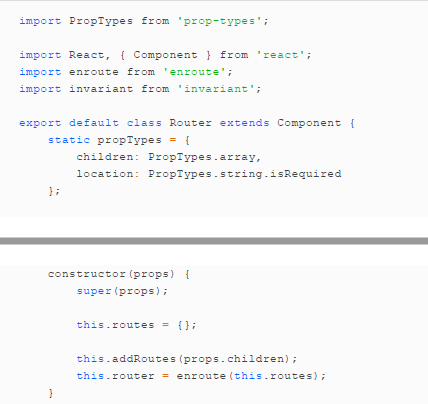 import PropTypes from 'prop-types';
import React, { Component } from 'react';
import enroute from 'enroute';
import invariant from 'invariant';
export default class Router extends Component {
static propTypes = {
children: PropTypes.array,
location: PropTypes.string.isRequired
};
constructor(props) {
super(props);
this.routes = {};
this.addRoutes(props.children);
this.router = enroute(this.routes);
}